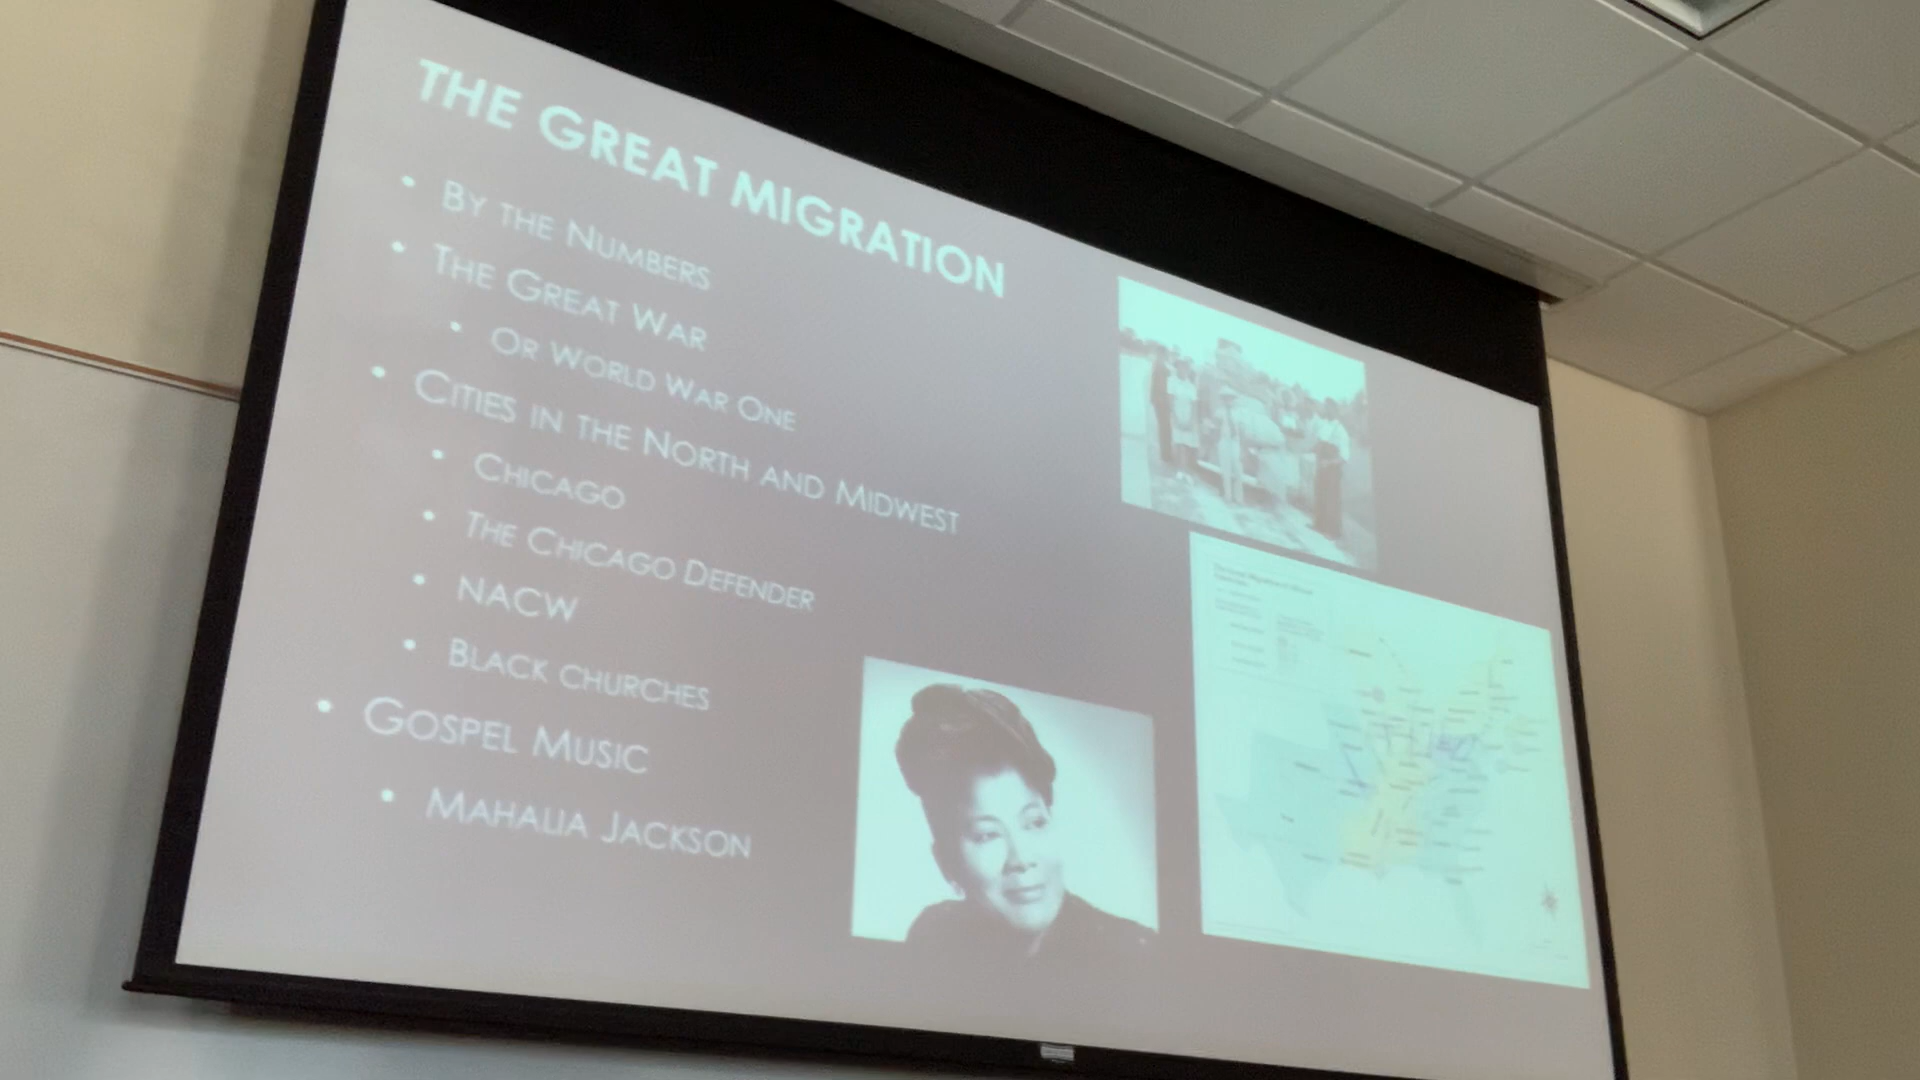 THE GREAT MIGRATION
• BY THE NUMBERS
• THE GREAT WAR
• OR WORLD WAR ONE
• CITIES IN THE NORTH AND MIDWEST
• CHICAGO
• THE CHICAGO DEFENDER
• NACW
• BLACK CHURCHES
• GOSPEL MUSIC
• MAHALIA JACKSON